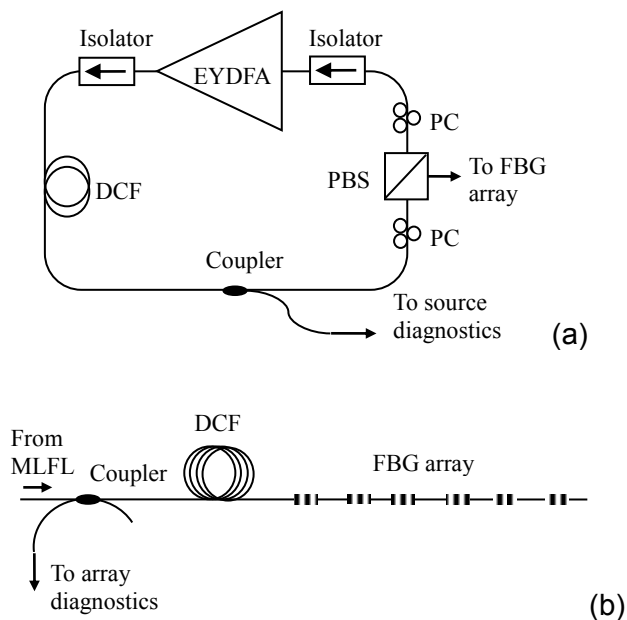 Isolator
Isolator
EYDFA
PC
DCF
PBS
To FBG
array
PC
Coupler
To source
diagnostics
(a)
DCF
From
MLFL
Coupler
FBG array
To array
diagnostics
(b)